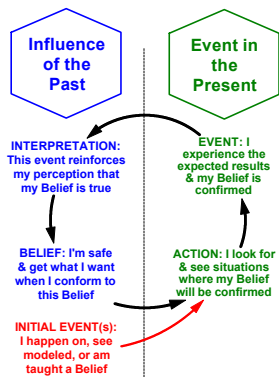 Influence
of the
Past
Event in
the
Present
INTERPRETATION:
This event reinforces
my perception that
my Belief is true
EVENT: I
experience the
expected results
& my Belief is
confirmed
BELIEF: I'm safe
& get what I want
when I conform to
this Belief
ACTION: I look for
& see situations
where my Belief
will be confirmed
INITIAL EVENT(s):
I happen on, see
modeled, or am
taught a Belief